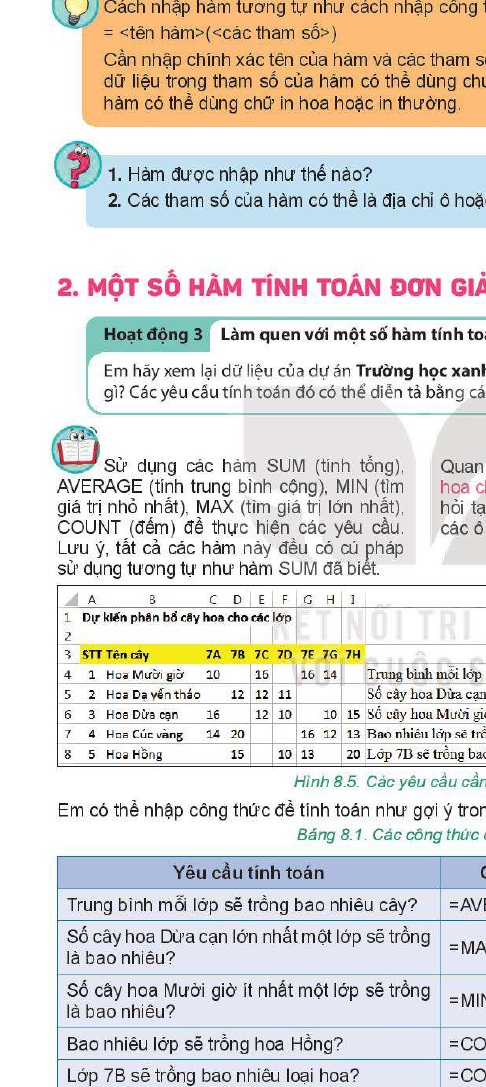 Cách nhập hàm tương tự như cách nhập công
= <tên hàm>(<các tham số>)
Cần nhập chính xác tên của hàm và các tham
dữ liệu trong tham số của hàm có thể dùng
hàm có thể dùng chữ in hoa hoặc in thường.
1. Hàm được nhập như thế nào?
2. Các tham số của hàm có thể là địa chỉ ô
2. MỘT SỐ HÀM TÍNH TOÁN ĐƠN
Hoạt động 3 Làm quen với một số hàm tính
Em hãy xem lại dữ liệu của dự án Trường học
gì? Các yêu cầu tính toán đó có thể diễn tả bằng
Sử dụng các hàm SUM (tính tổng),
AVERAGE (tính trung bình cộng), MIN (tìm
giá trị nhỏ nhất), MAX (tìm giá trị lớn nhất),
COUNT (đếm) để thực hiện các yêu cầu.
Lưu ý, tất cả các hàm này đều có cú pháp
sử dụng tương tự như hàm SUM đã biết.
Quan
hoa
hỏi
các ô
KẾT NỐI TRI
VỚI CUỘC
A B C D E F G H I
1 Dự kiến phân bổ cây hoa cho các lớp
2
3 STT Tên cây 7A 7B 7C 7D 7E 7G 7H
4 1 Hoa Mười giờ 10 16 16 14 Trung bình mỗi lớp
5 2 Hoa Dạ yến thảo 12 12 11 Số cây hoa Dừa cạn
6 3 Hoa Dừa cạn 16 12 10 10 15 Số cây hoa Mười
7 4 Hoa Cúc vàng 14 20 16 12 13 Bao nhiêu lớp sẽ
8 5 Hoa Hồng 15 10 13 20 Lớp 7B sẽ trồng
Hình 8.5. Các yêu cầu
Em có thể nhập công thức để tính toán như gợi ý
Bảng 8.1. Các công thức
Yêu cầu tính toán
Trung bình mỗi lớp sẽ trồng bao nhiêu cây? =AV
Số cây hoa Dừa cạn lớn nhất một lớp sẽ trồng
là bao nhiêu?
=MA
Số cây hoa Mười giờ ít nhất một lớp sẽ trồng
là bao nhiêu?
=MIN
Bao nhiêu lớp sẽ trồng hoa Hồng? =CO
Lớp 7B sẽ trồng bao nhiêu loại hoa? =CO